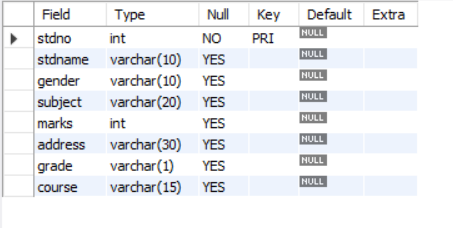 Field Type Null Key Default Extra
stdno int NO PRI NULL
stdname varchar(10) YES NULL
gender varchar(10) YES NULL
subject varchar(20) YES NULL
marks int YES NULL
address varchar(30) YES NULL
grade varchar(1) YES NULL
course varchar(15) YES NULL